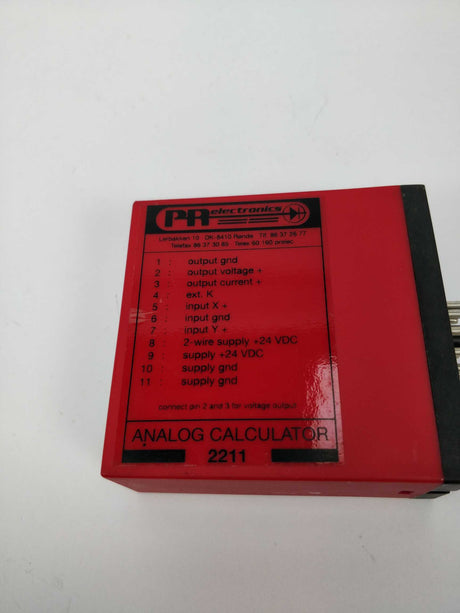 PR electronics
Lerbakken 10 DK-8410 Rønde Tlf. 86 37 26 77
Telefax 86 37 30 85 Telex 60 190 prelec
1 : output gnd
2 : output voltage +
3 : output current +
4 : ext. K
5 : input X +
6 : input gnd
7 : input Y +
8 : 2-wire supply +24 VDC
9 : supply +24 VDC
10 : supply gnd
11 : supply gnd
connect pin 2 and 3 for voltage output
ANALOG CALCULATOR
2211